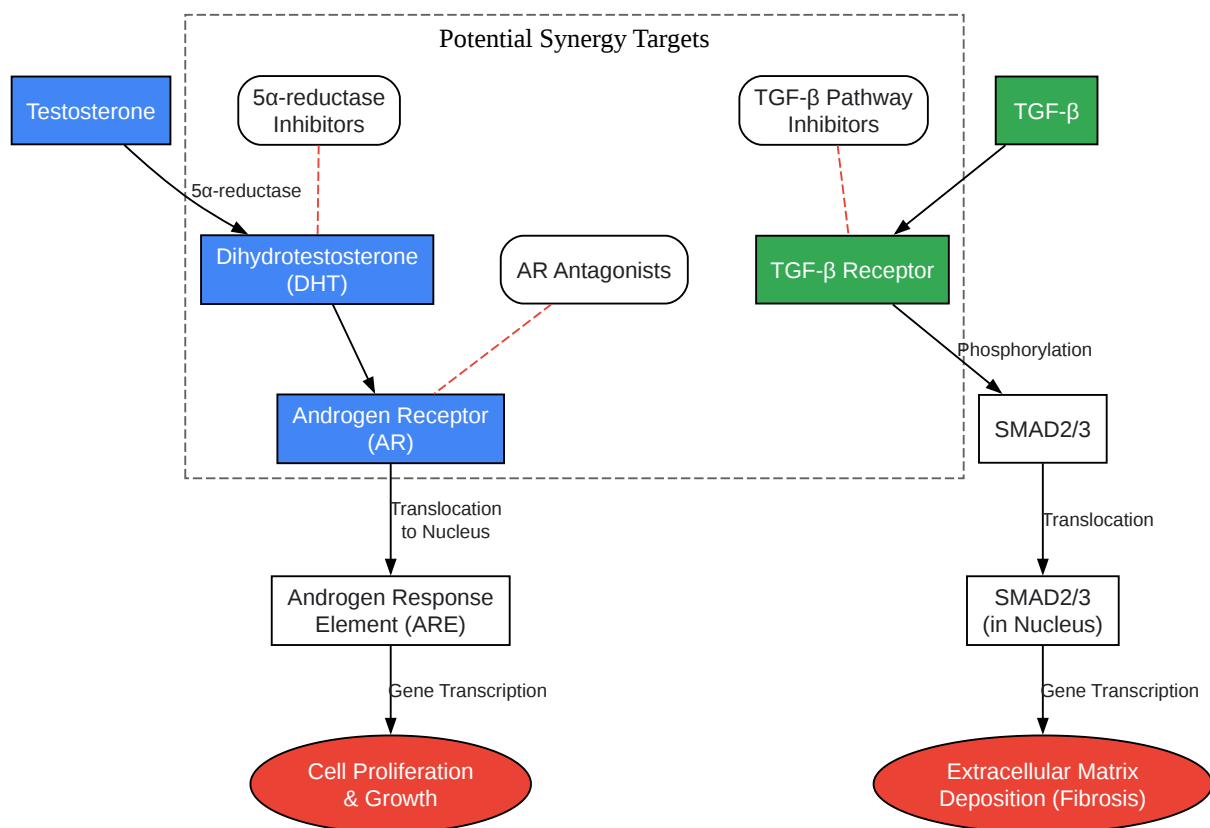 Potential Synergy Targets
Testosterone
5α-reductase
Inhibitors
TGF-β Pathway
Inhibitors
TGF-β
5α-reductase
Dihydrotestosterone
(DHT)
AR Antagonists
TGF-β Receptor
Phosphorylation
Androgen Receptor
(AR)
SMAD2/3
Translocation
to Nucleus
Translocation
Androgen Response
Element (ARE)
SMAD2/3
(in Nucleus)
Gene Transcription
Gene Transcription
Cell Proliferation
& Growth
Extracellular Matrix
Deposition (Fibrosis)